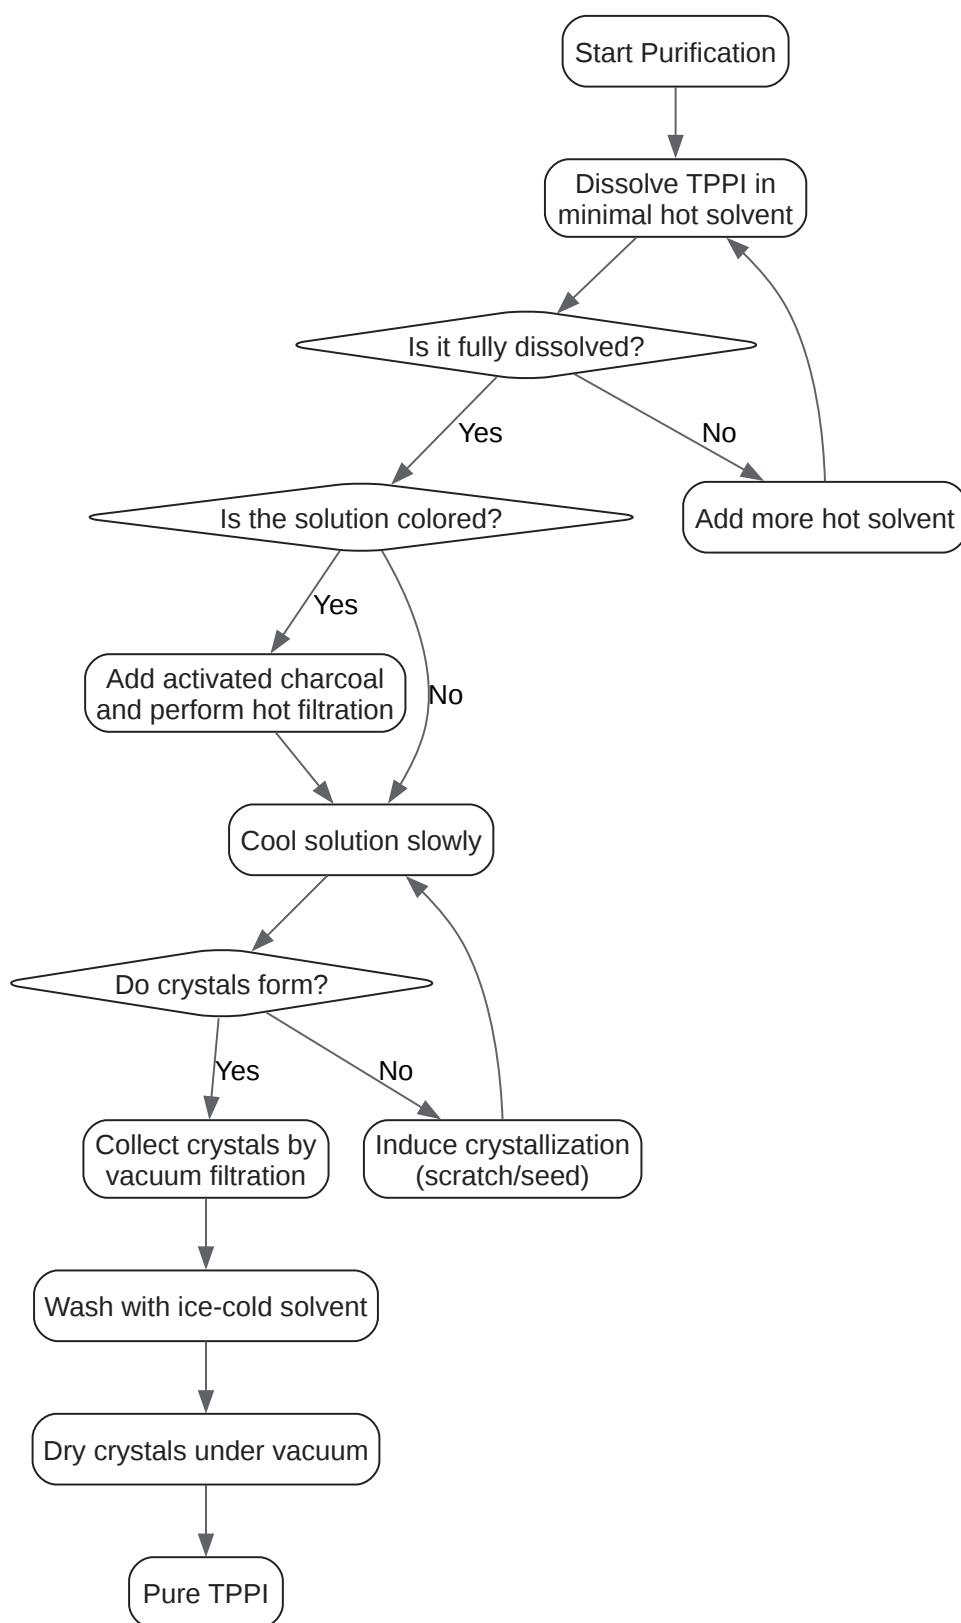 Start Purification
Dissolve TPPI in
minimal hot solvent
Is it fully dissolved?
Yes
No
Is the solution colored?
Add more hot solvent
Yes
Add activated charcoal
and perform hot filtration
No
Cool solution slowly
Do crystals form?
Yes
No
Collect crystals by
vacuum filtration
Induce crystallization
(scratch/seed)
Wash with ice-cold solvent
Dry crystals under vacuum
Pure TPPI